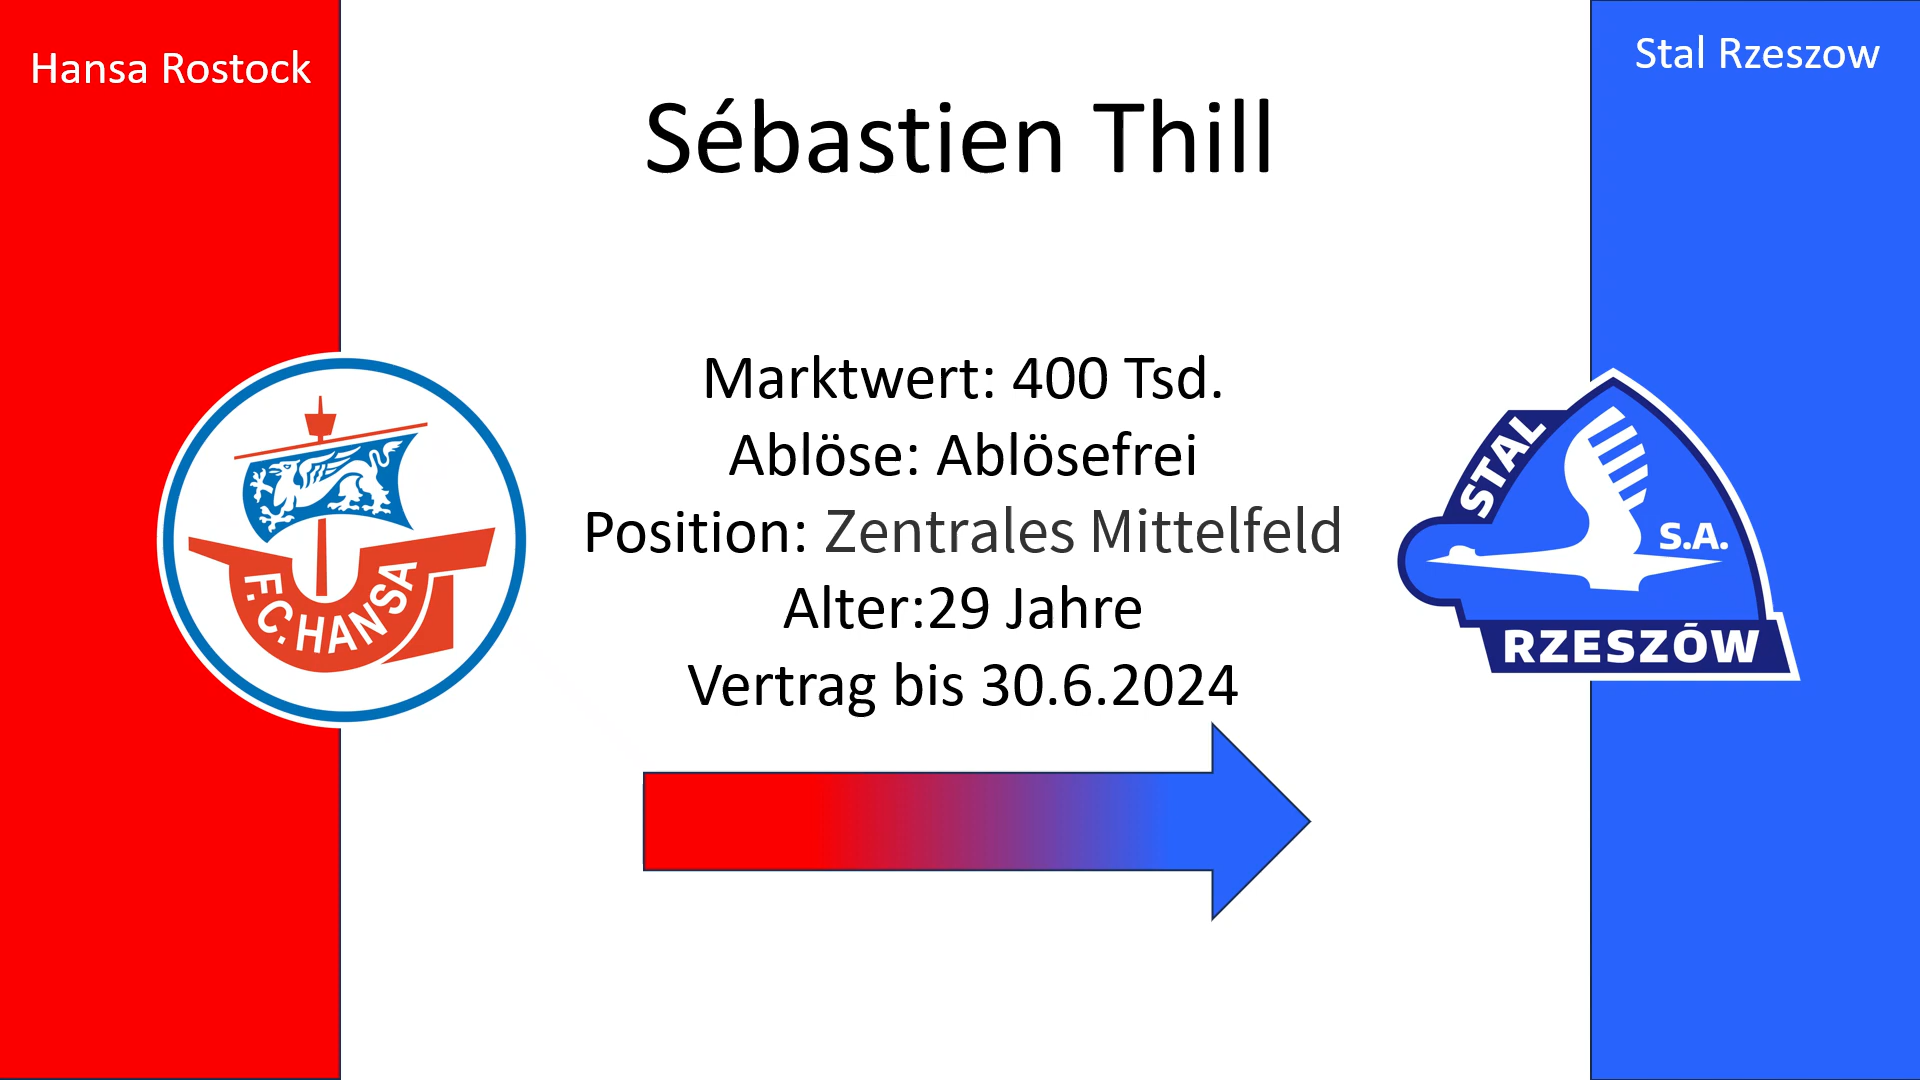 Hansa Rostock
Stal Rzeszow
Sébastien Thill
Marktwert: 400 Tsd.
Ablöse: Ablösefrei
Position: Zentrales Mittelfeld
Alter:29 Jahre
Vertrag bis 30.6.2024
F.C.HANSA
STAL
S.A.
RZESZÓW